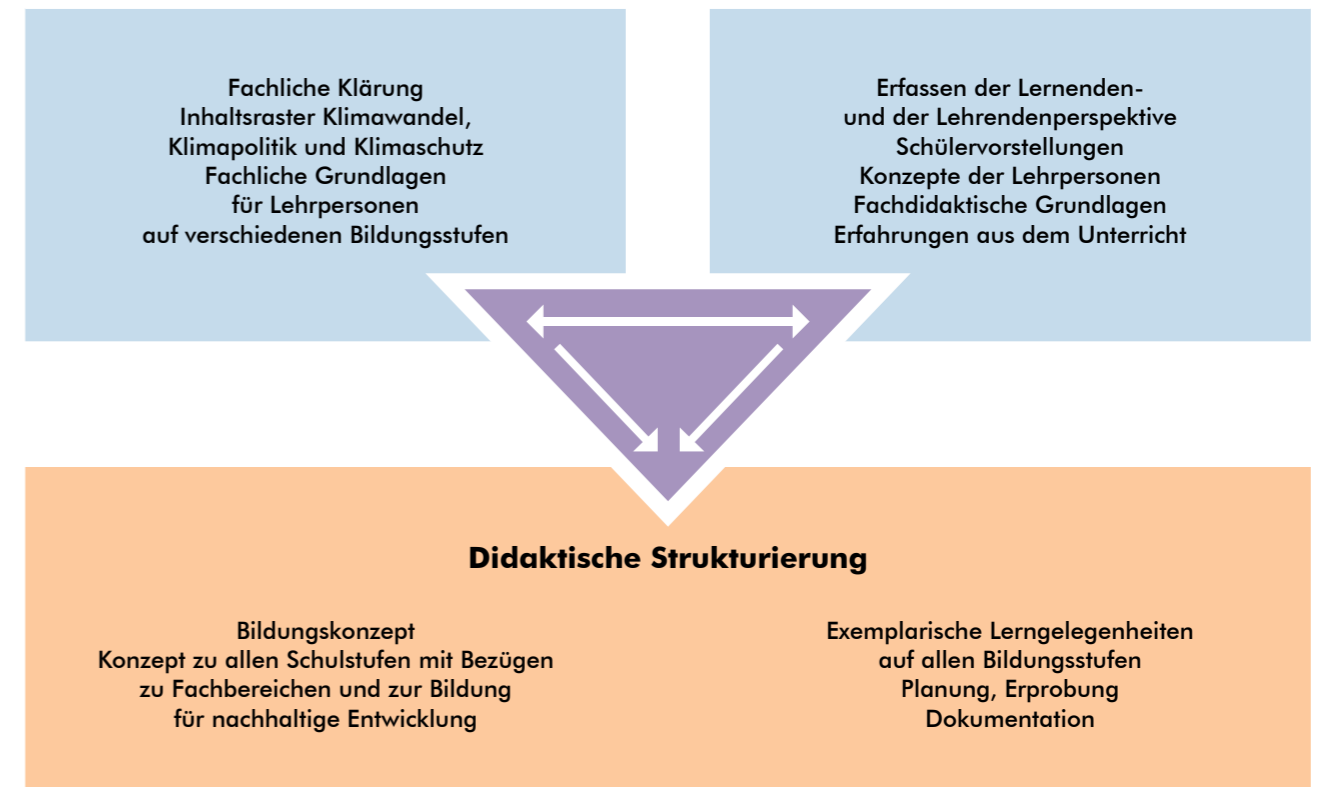 Fachliche Klärung
Inhaltsraster Klimawandel,
Klimapolitik und Klimaschutz
Fachliche Grundlagen
für Lehrpersonen
auf verschiedenen Bildungsstufen
Erfassen der Lernenden-
und der Lehrendenperspektive
Schülervorstellungen
Konzepte der Lehrpersonen
Fachdidaktische Grundlagen
Erfahrungen aus dem Unterricht
Didaktische Strukturierung
Bildungskonzept
Konzept zu allen Schulstufen mit Bezügen
zu Fachbereichen und zur Bildung
für nachhaltige Entwicklung
Exemplarische Lerngelegenheiten
auf allen Bildungsstufen
Planung, Erprobung
Dokumentation